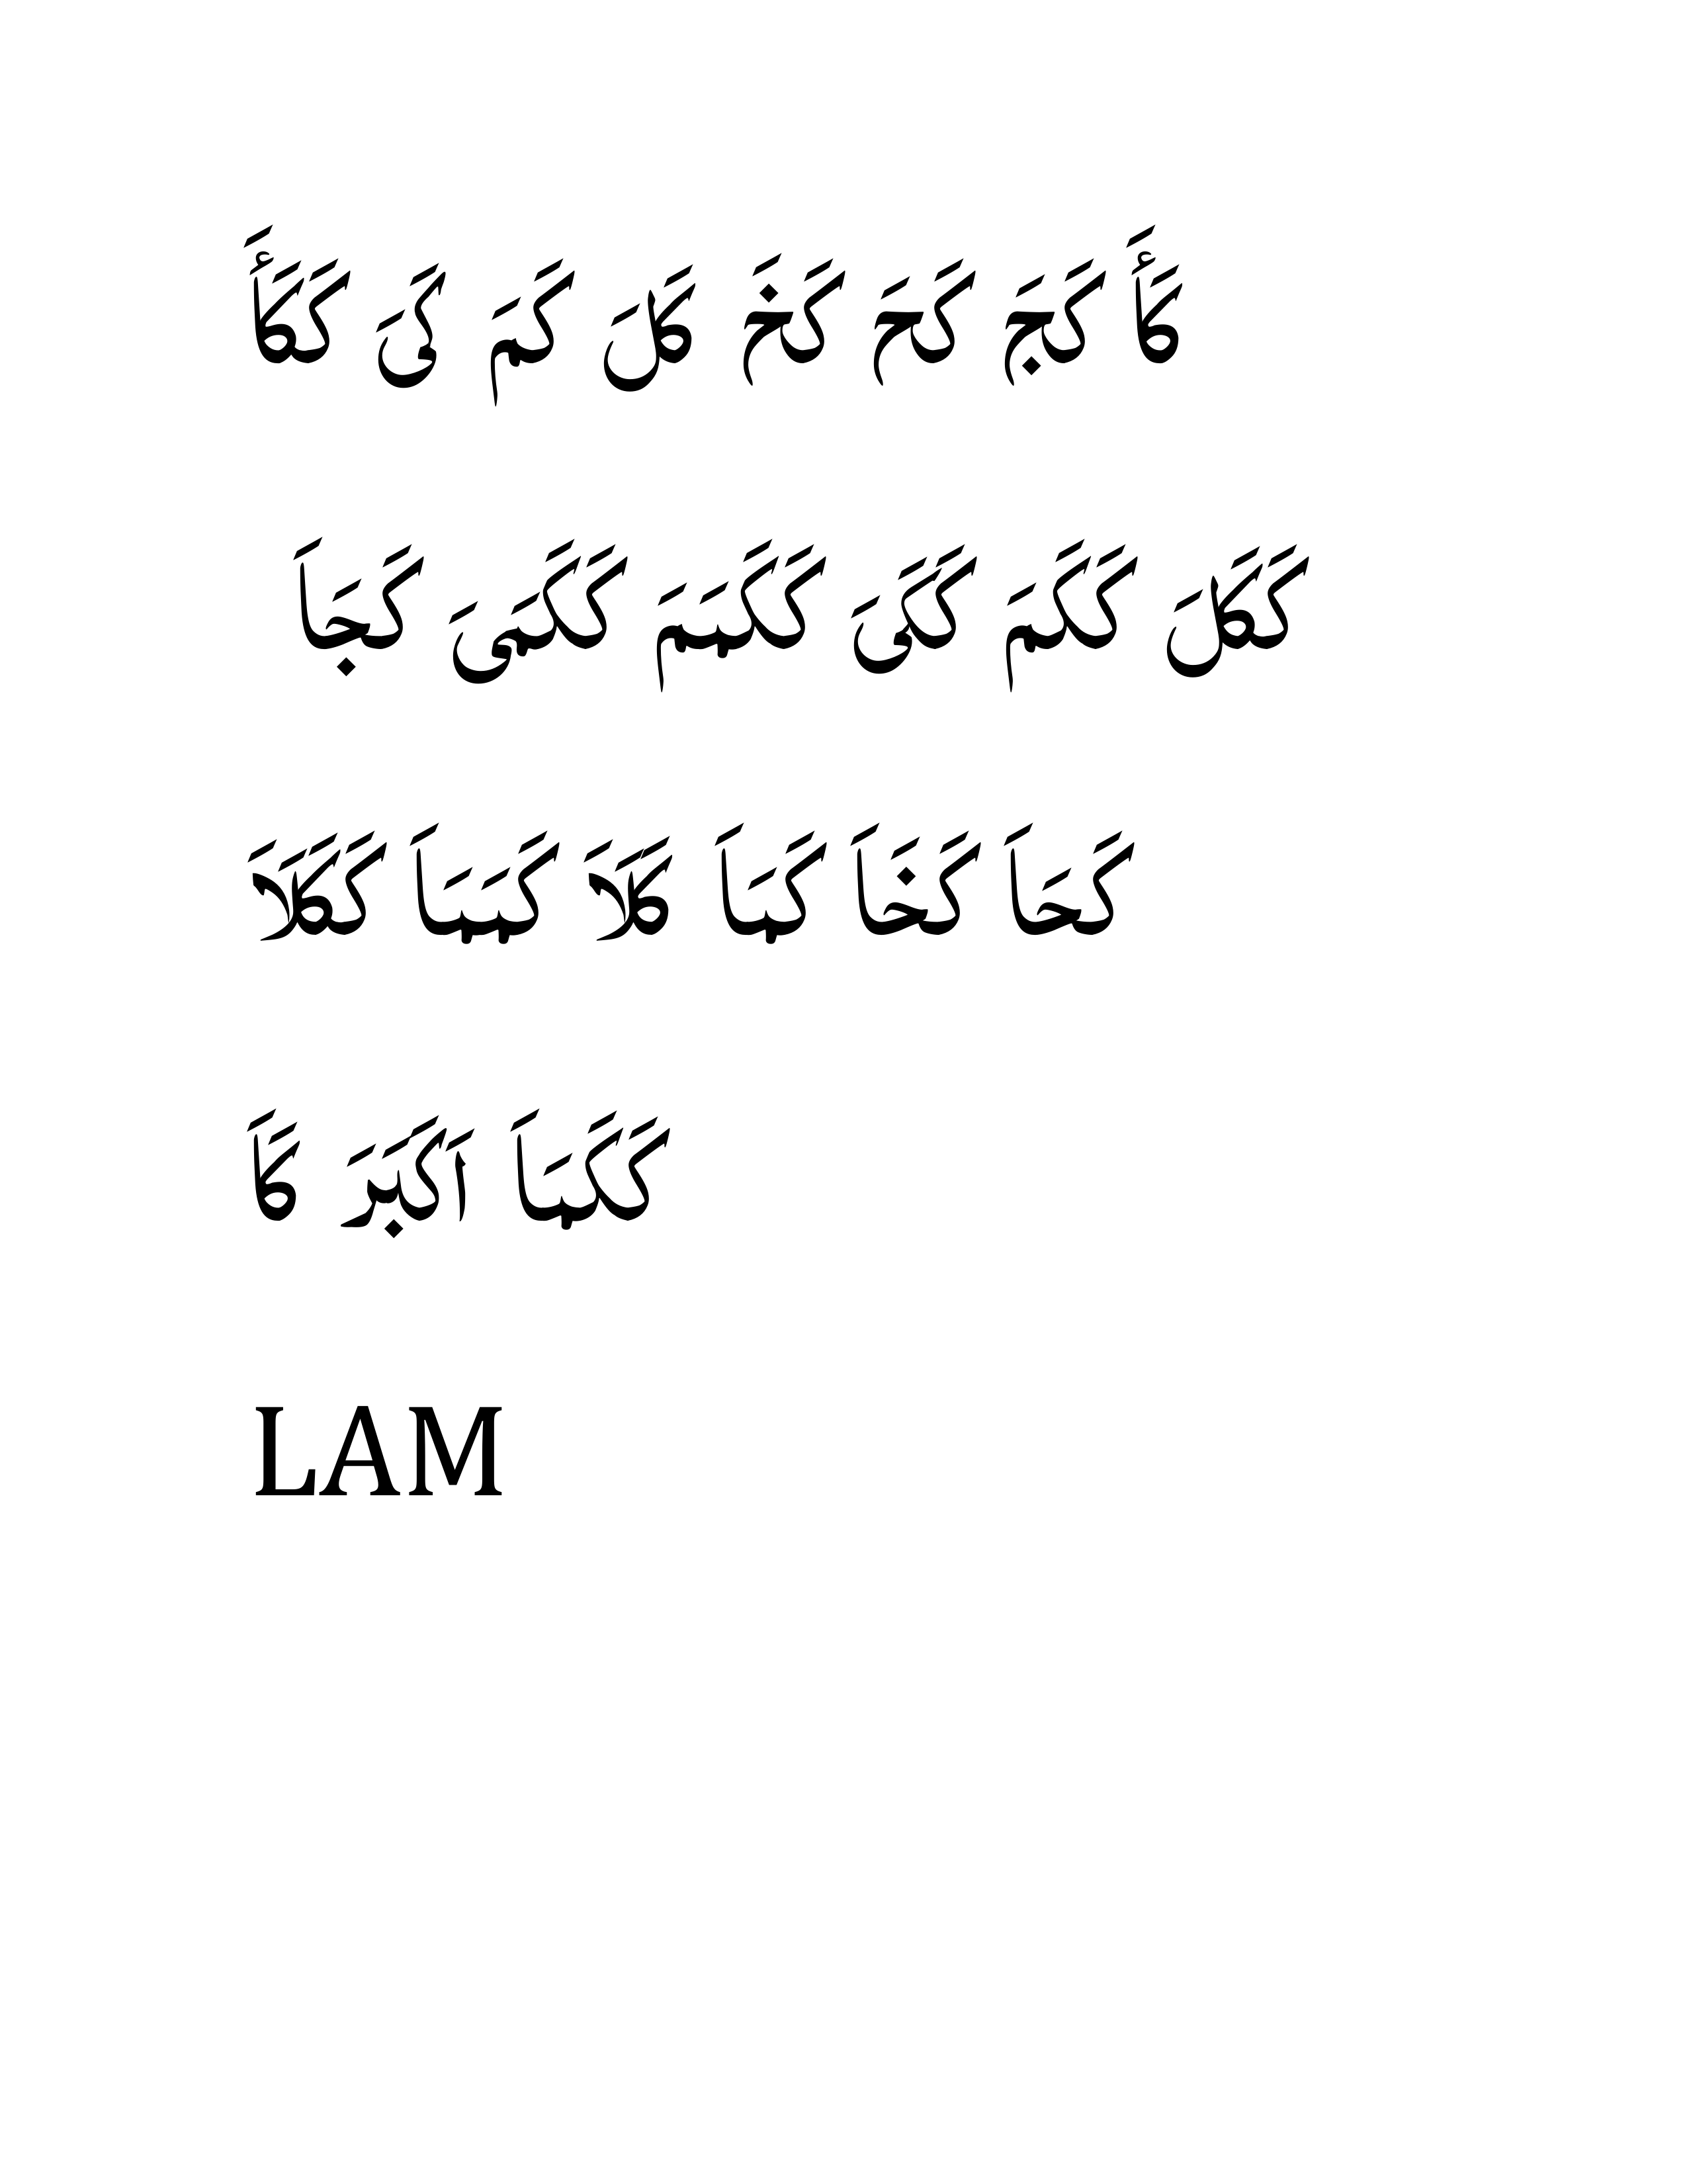 كَأَ كَجَ كَحَ كَخَ كَلَ كَمَ كَىَ كَكَأَ
كَكَلَ كَكَمَ كَكَىَ كَكَمَمَ كَكَمَىَ كَجَاَ
كَحَاَ كَخَاَ كَمَاَ كَلَاَ كَمَمَاَ كَكَلَاَ
كَكَمَاَ اَكَبَرَ كَاَ
LAM